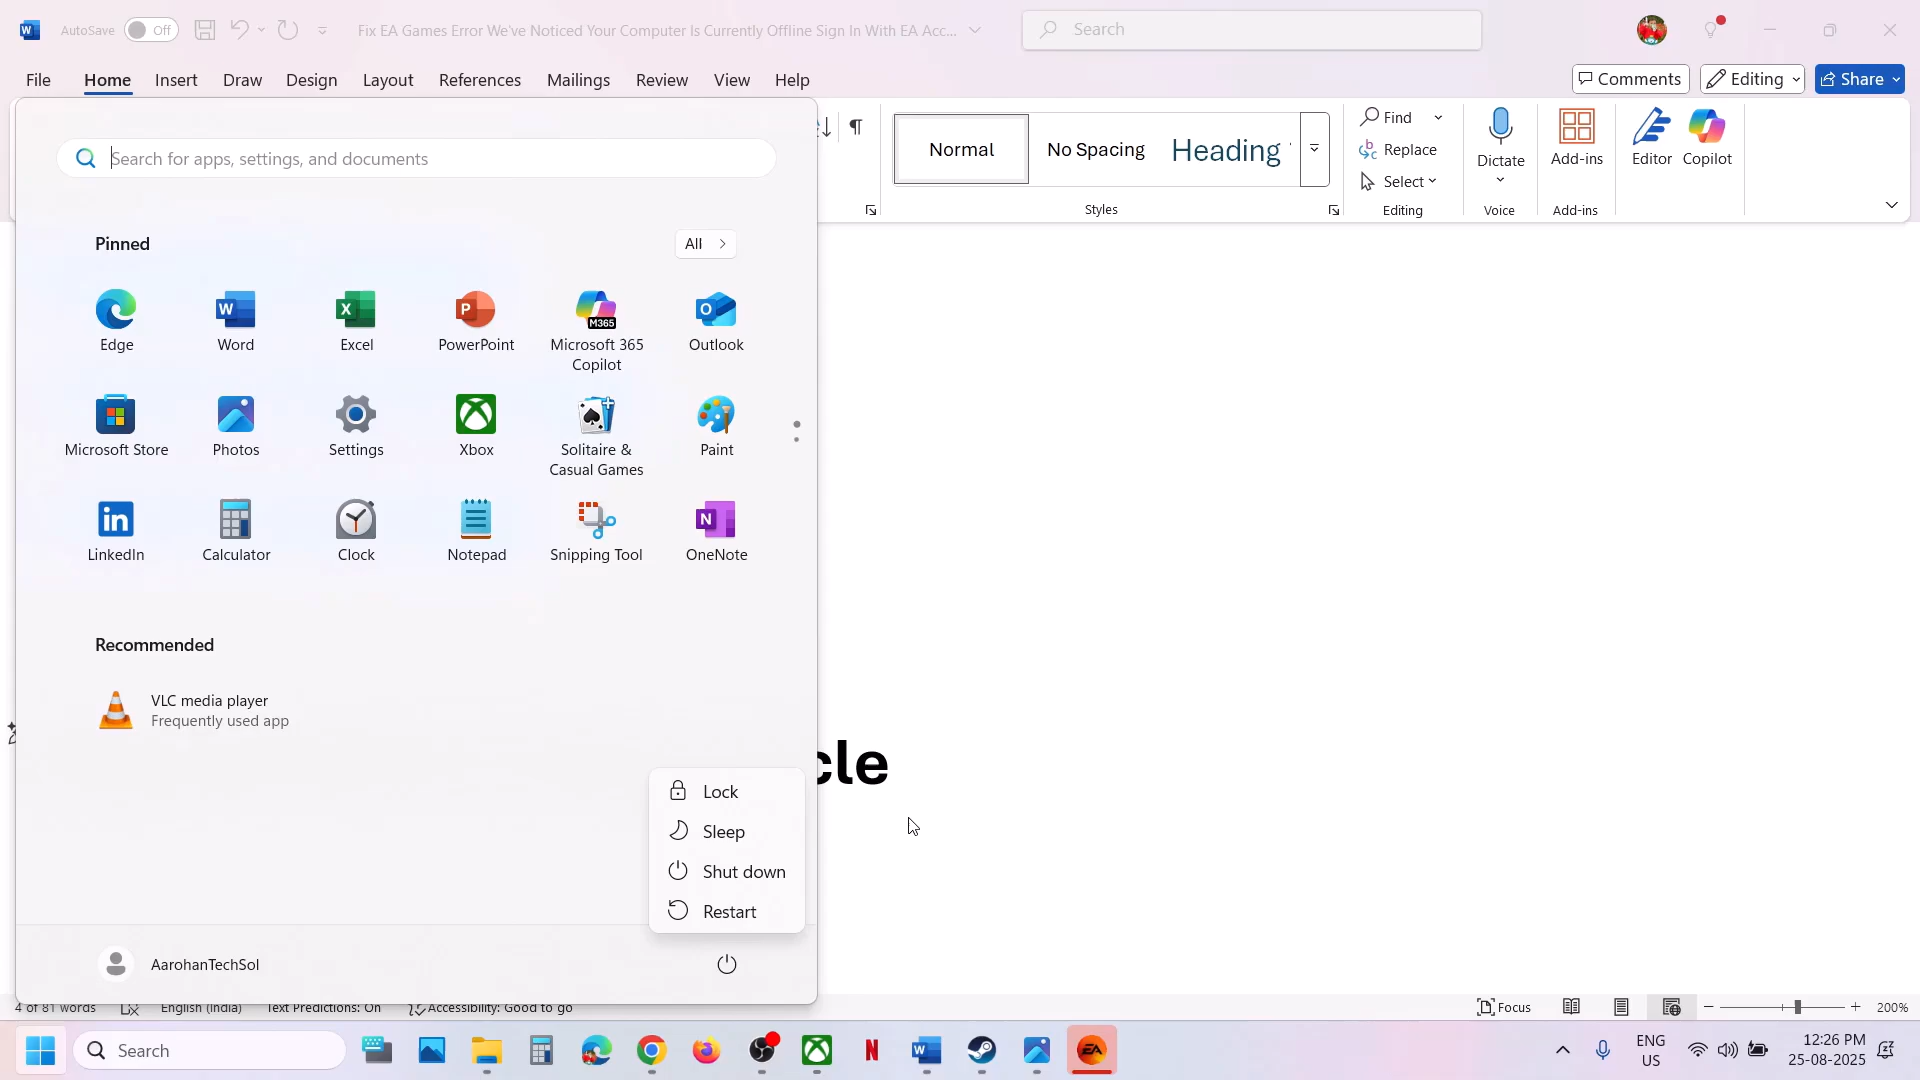 AutoSave Off
Fix EA Games Error We've Noticed Your Computer Is Currently Offline Sign In With EA Acc...
Search
File Home Insert Draw Design Layout References Mailings Review View Help
Comments Editing Share
Normal No Spacing Heading
Find
Replace
Select
Dictate
Add-ins
Editor
Copilot
Styles
Editing
Voice
Add-ins
Search for apps, settings, and documents
Pinned
All
Edge Word Excel PowerPoint Microsoft 365 Copilot Outlook
Microsoft Store Photos Settings Xbox Solitaire & Casual Games Paint
LinkedIn Calculator Clock Notepad Snipping Tool OneNote
Recommended
VLC media player
Frequently used app
cle
Lock
Sleep
Shut down
Restart
AarohanTechSol
4 of 81 words English (India) Text Predictions: On Accessibility: Good to go
Focus
200%
Search
ENG
US
12:26 PM
25-08-2025